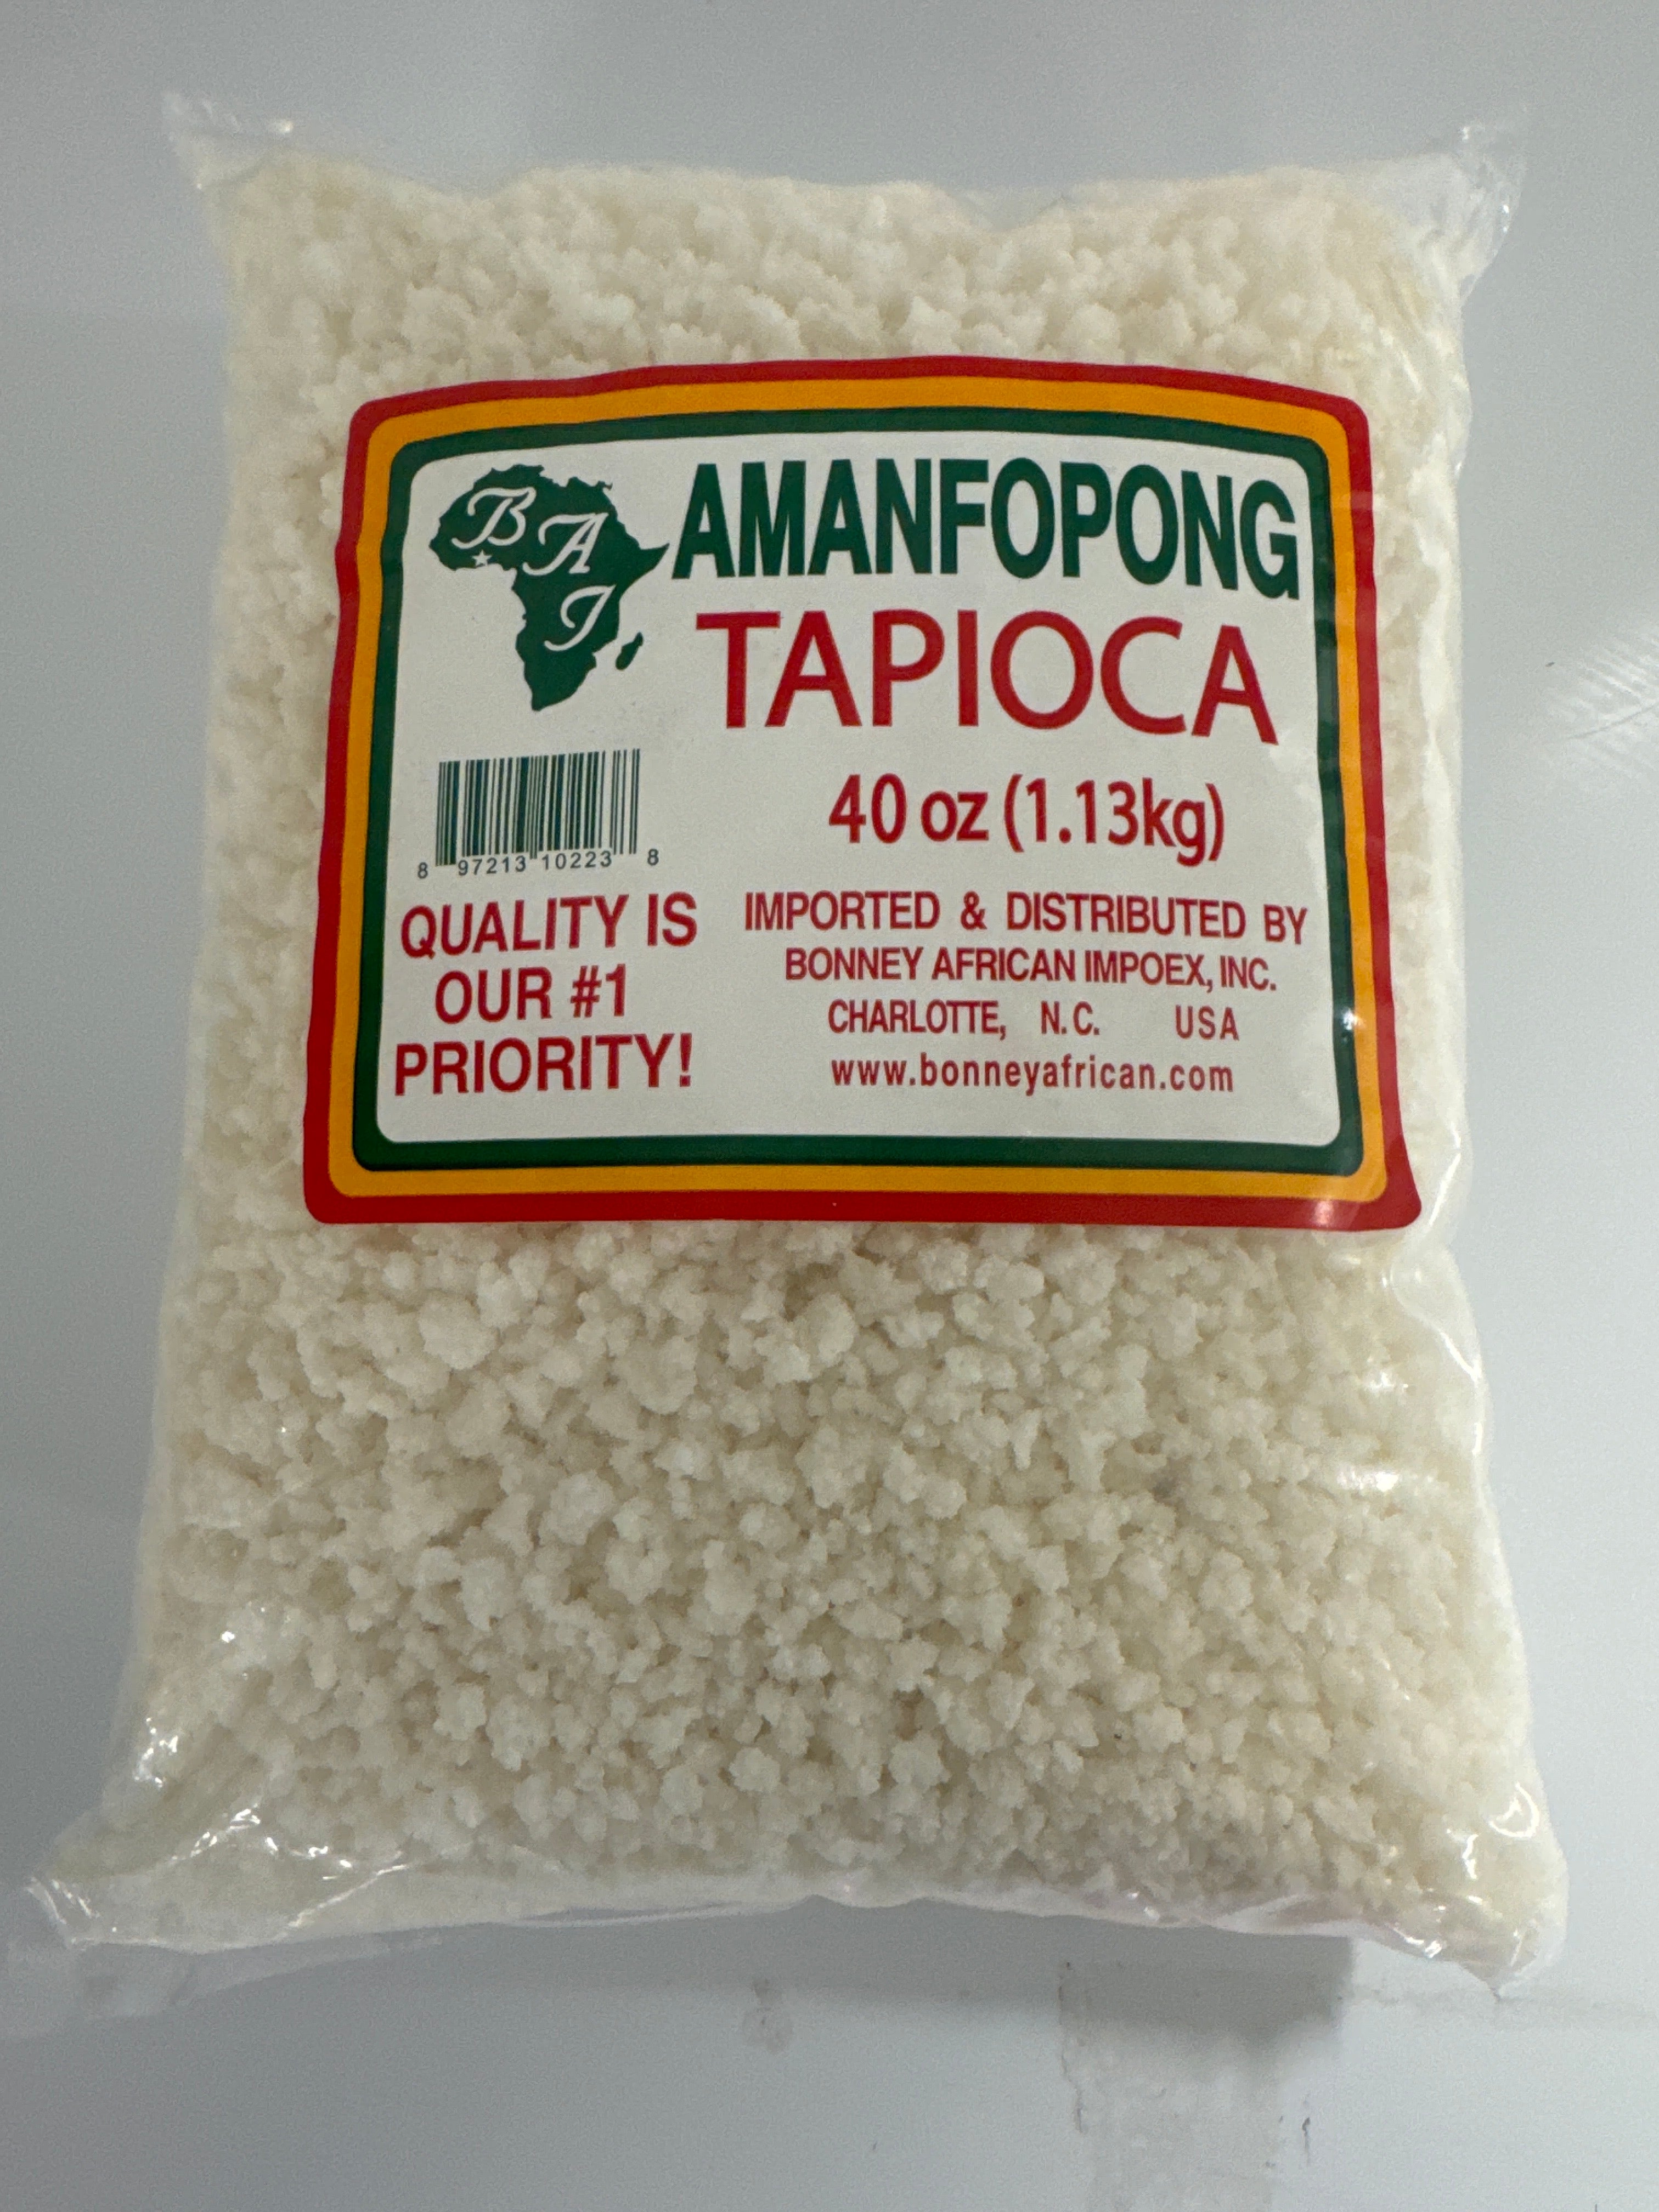 B A I
AMANFOPONG
TAPIOCA
40 oz (1.13kg)
8 97213 10223 8
QUALITY IS
OUR #1
PRIORITY!
IMPORTED & DISTRIBUTED BY
BONNEY AFRICAN IMPOEX, INC.
CHARLOTTE, N.C. USA
www.bonneyafrican.com